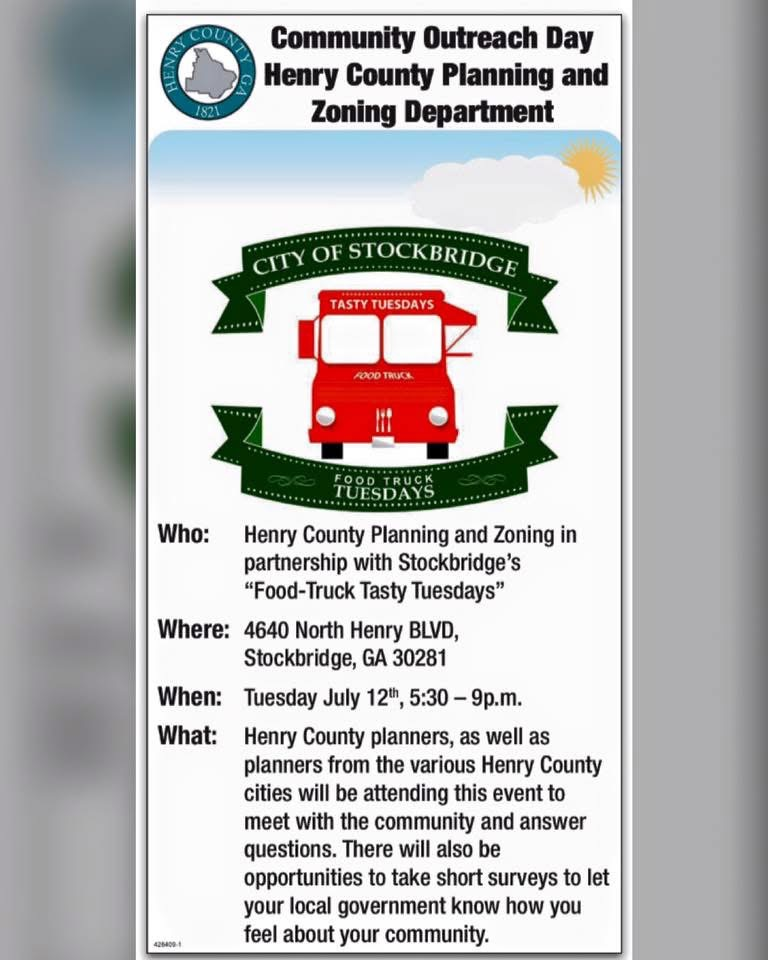 HENRY COUNTY, GA
1821
Community Outreach Day
Henry County Planning and
Zoning Department
CITY OF STOCKBRIDGE
TASTY TUESDAYS
FOOD TRUCK
FOOD TRUCK
TUESDAYS
Who: Henry County Planning and Zoning in
partnership with Stockbridge’s
“Food-Truck Tasty Tuesdays”
Where: 4640 North Henry BLVD,
Stockbridge, GA 30281
When: Tuesday July 12th, 5:30 – 9p.m.
What: Henry County planners, as well as
planners from the various Henry County
cities will be attending this event to
meet with the community and answer
questions. There will also be
opportunities to take short surveys to let
your local government know how you
feel about your community.
426409-1